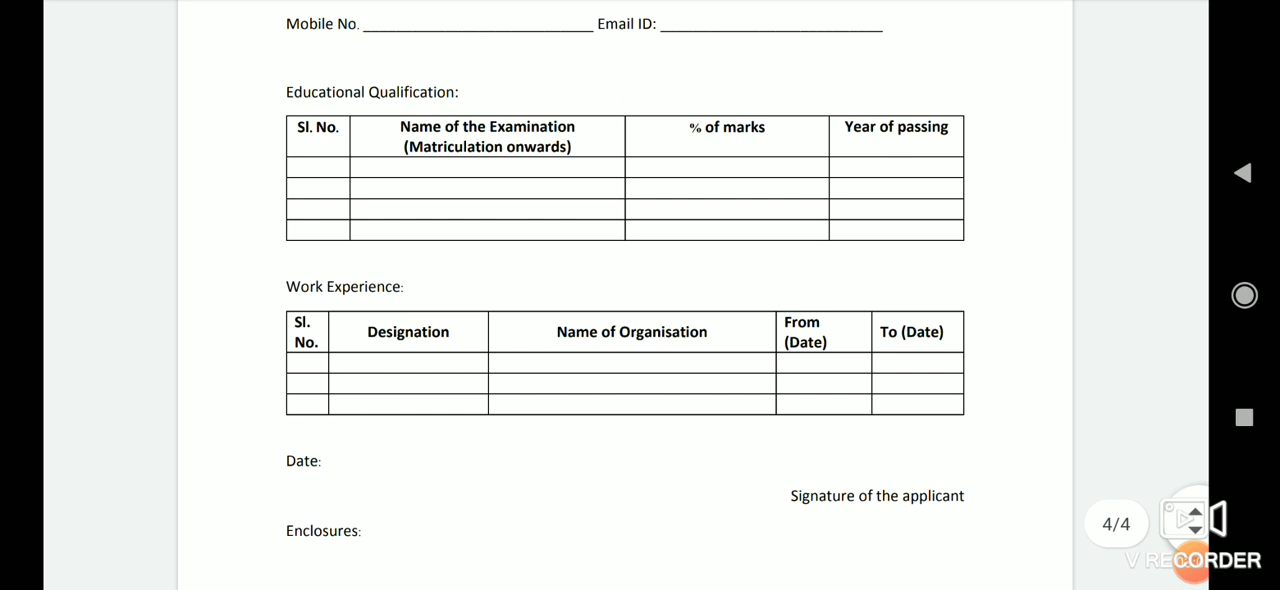 Mobile No. ____________________________ Email ID: ___________________________
Educational Qualification:
Sl. No. Name of the Examination (Matriculation onwards) % of marks Year of passing
Work Experience:
Sl. No. Designation Name of Organisation From (Date) To (Date)
Date:
Signature of the applicant
Enclosures:
4/4
V RECORDER